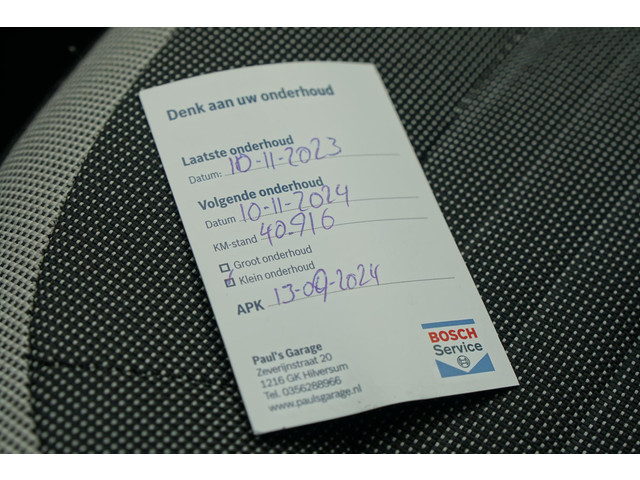 Denk aan uw onderhoud
Laatste onderhoud
Datum: 10-11-2023
Volgende onderhoud
Datum 10-11-2024
KM-stand 40.916
Groot onderhoud
Klein onderhoud
APK 13-09-2024
Paul's Garage
Zeverijnstraat 20
1216 GK Hilversum
Tel. 0356288966
www.paulsgarage.nl
BOSCH
Service